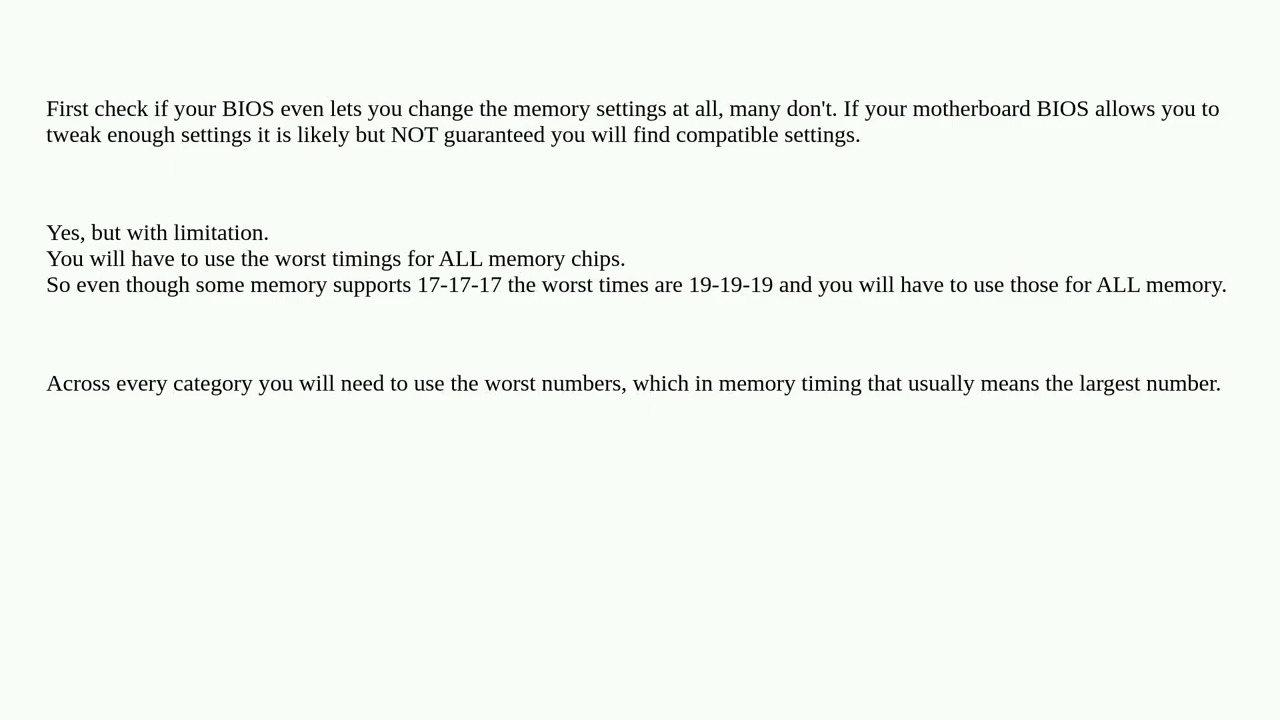 First check if your BIOS even lets you change the memory settings at all, many don't. If your motherboard BIOS allows you to
tweak enough settings it is likely but NOT guaranteed you will find compatible settings.
Yes, but with limitation.
You will have to use the worst timings for ALL memory chips.
So even though some memory supports 17-17-17 the worst times are 19-19-19 and you will have to use those for ALL memory.
Across every category you will need to use the worst numbers, which in memory timing that usually means the largest number.